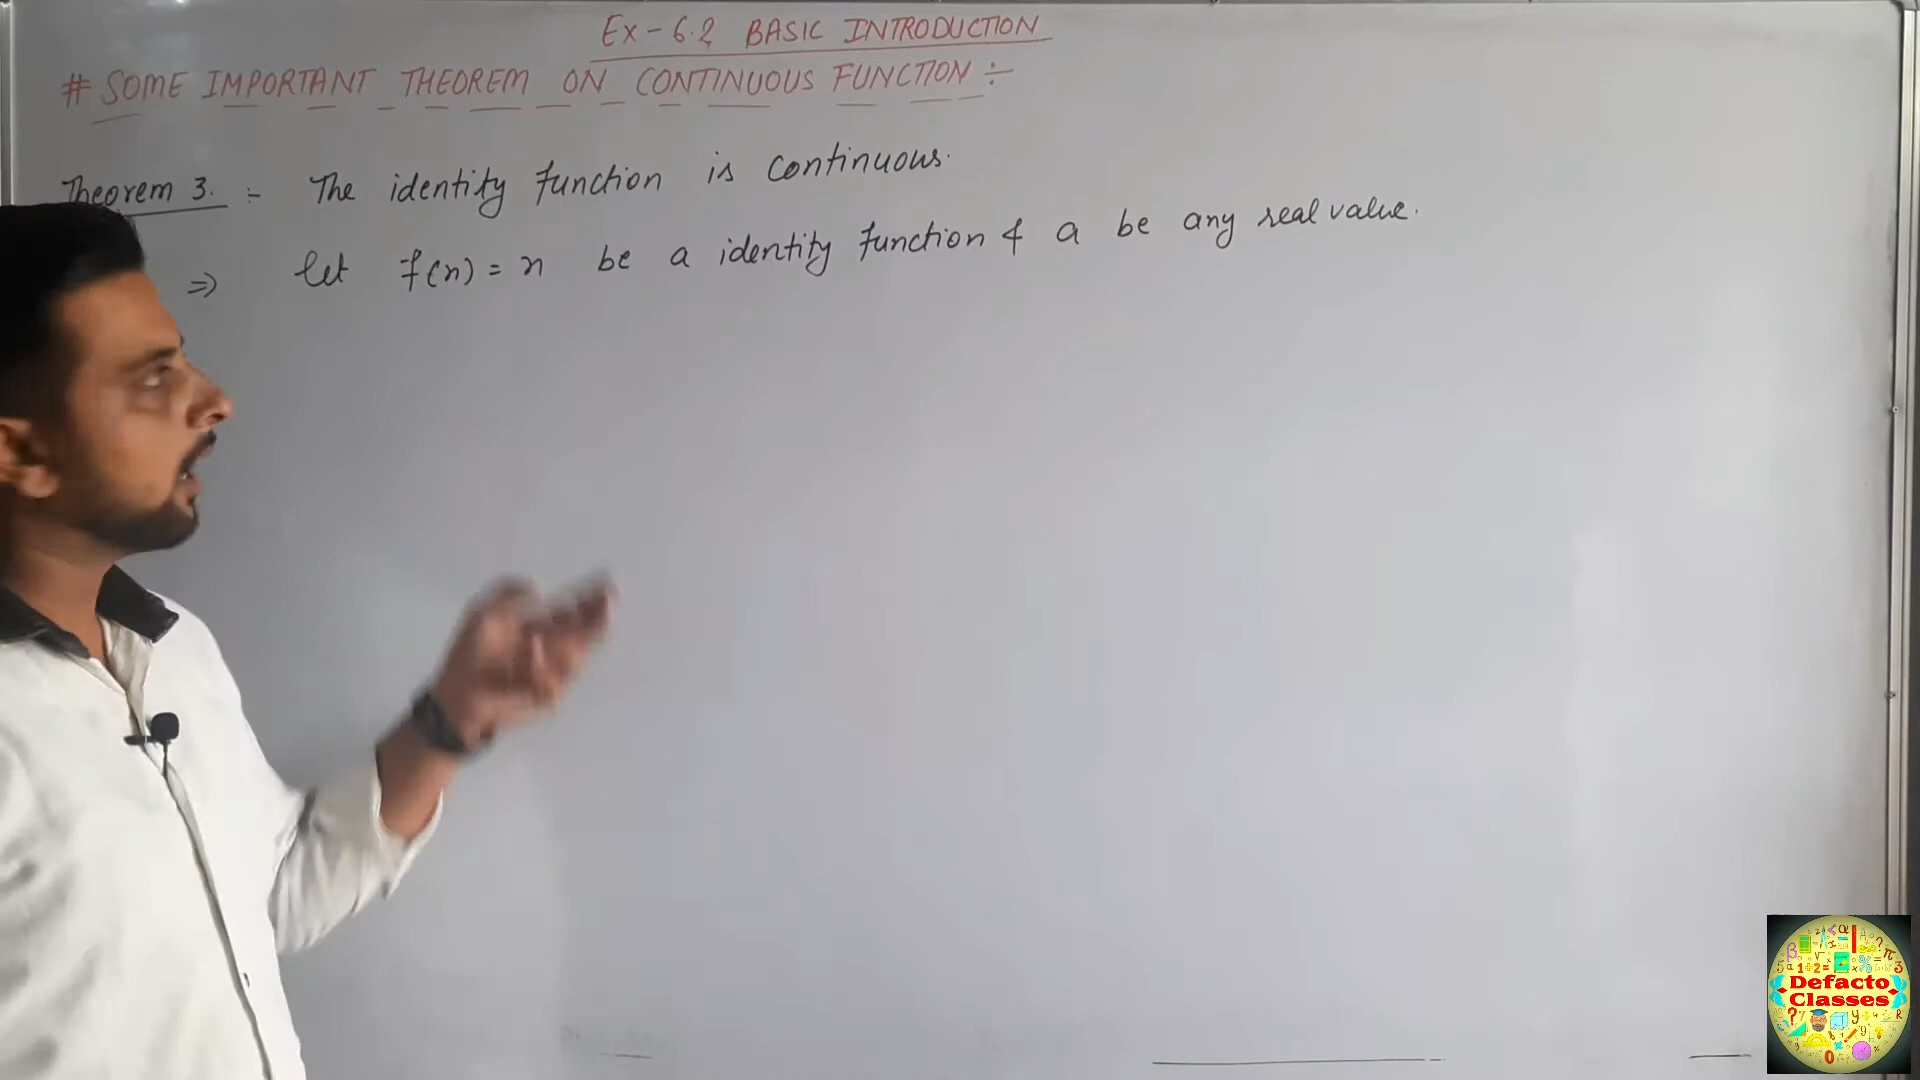 Ex - 6.2 BASIC INTRODUCTION
# SOME IMPORTANT THEOREM ON CONTINUOUS FUNCTION ÷
Theorem 3. :- The identity function is continuous.
⇒ let f(n) = n be a identity function & a be any real value.
Defacto
Classes